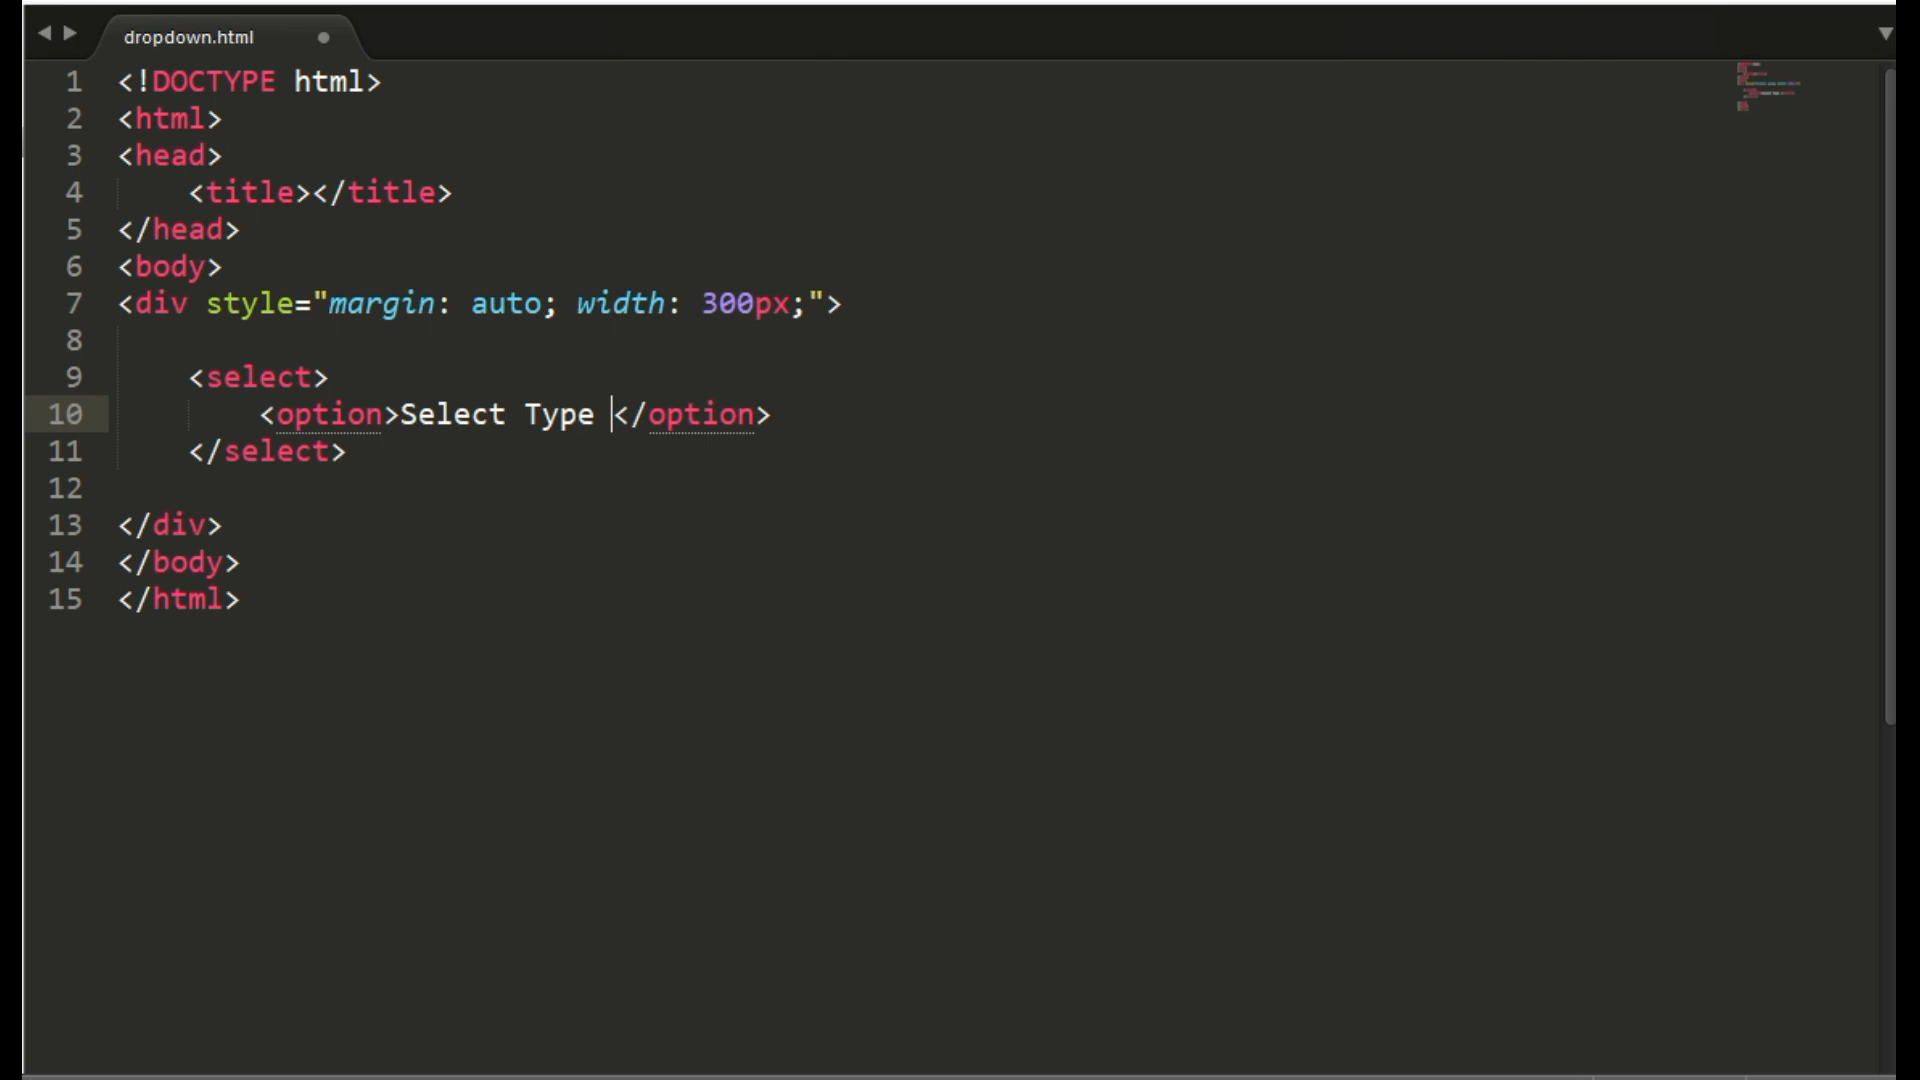 dropdown.html
1 <!DOCTYPE html>
2 <html>
3 <head>
4     <title></title>
5 </head>
6 <body>
7 <div style="margin: auto; width: 300px;">
8
9     <select>
10         <option>Select Type </option>
11     </select>
12
13 </div>
14 </body>
15 </html>